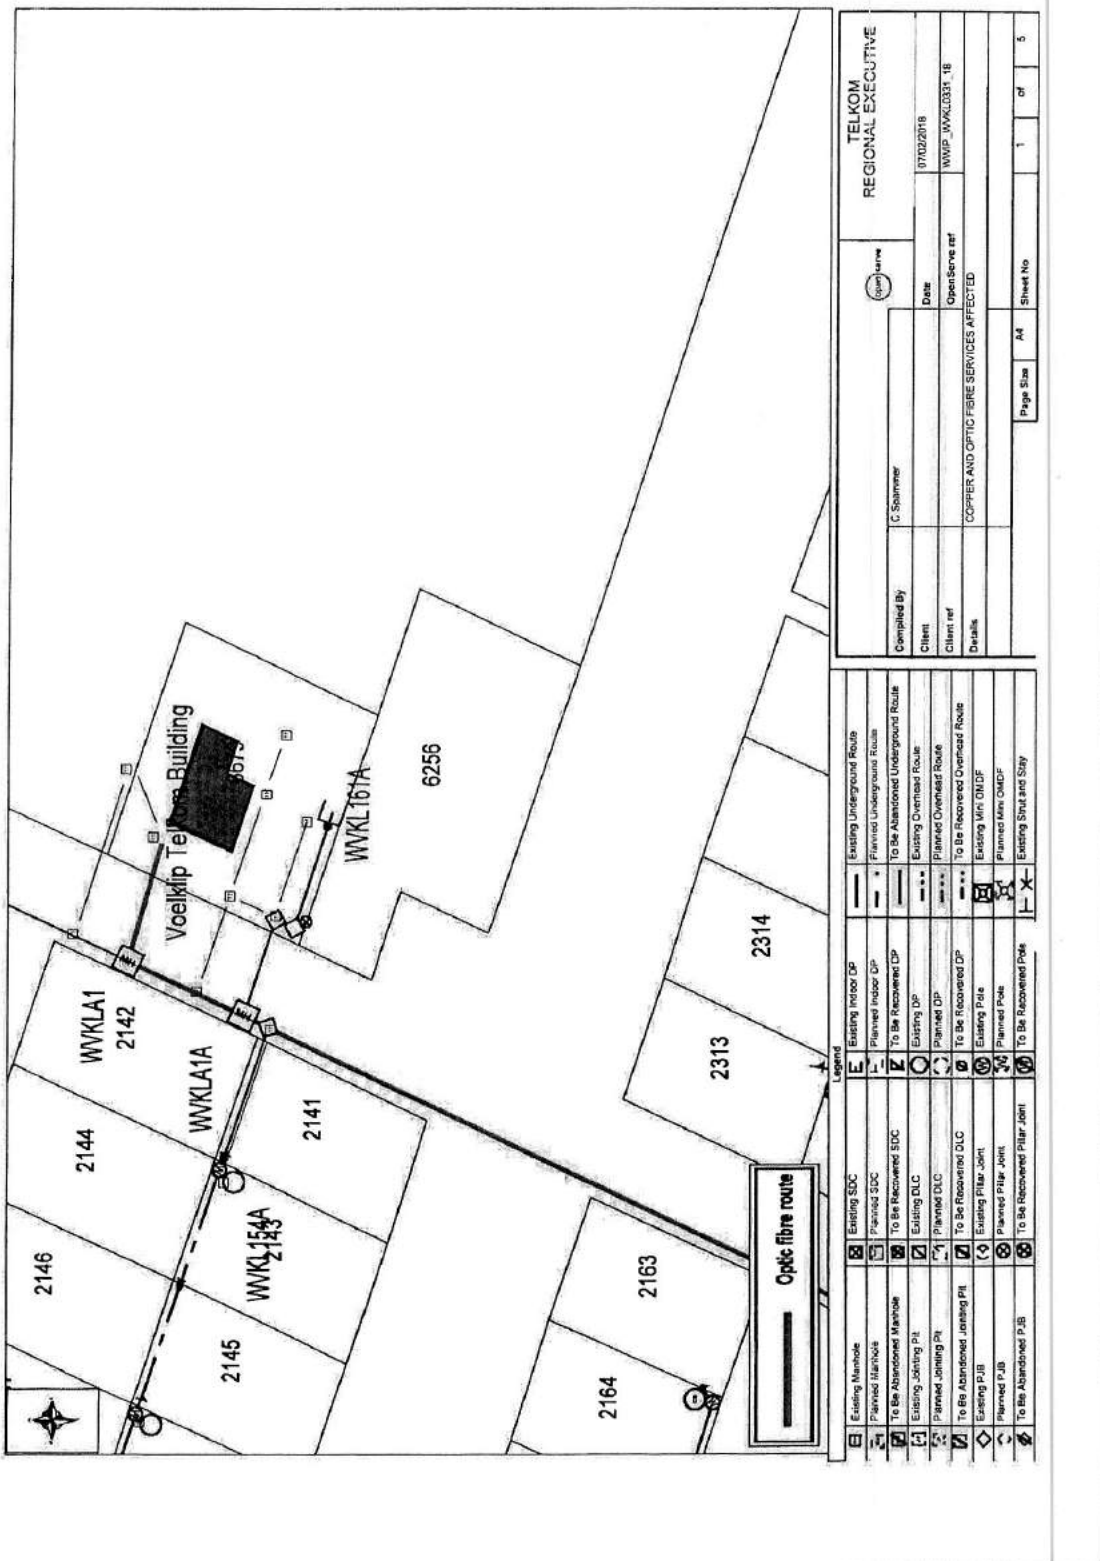 2146
2144
WVKLA1
2142
Voelklip Telkom Building
WVKLA1A
2145
WVKL154A
2143
2141
WVKL161A
6256
2164
2163
2313
2314
Optic fibre route
Legend
Existing Manhole
Planned Manhole
To Be Abandoned Manhole
Existing Jointing Pit
Planned Jointing Pit
To Be Abandoned Jointing Pit
Existing PJB
Planned PJB
To Be Abandoned PJB
Existing SDC
Planned SDC
To Be Recovered SDC
Existing DLC
Planned DLC
To Be Recovered DLC
Existing Pillar Joint
Planned Pillar Joint
To Be Recovered Pillar Joint
Existing Indoor DP
Planned Indoor DP
To Be Recovered DP
Existing DP
Planned DP
To Be Recovered DP
Existing Pole
Planned Pole
To Be Recovered Pole
Existing Underground Route
Planned Underground Route
To Be Abandoned Underground Route
Existing Overhead Route
Planned Overhead Route
To Be Recovered Overhead Route
Existing Mini OMDF
Planned Mini OMDF
Existing Strut and Stay
openserve
TELKOM
REGIONAL EXECUTIVE
Compiled By C Spammer
Client Date 07/02/2018
Client ref OpenServe ref WWIP_WVKL0331_18
Details COPPER AND OPTIC FIBRE SERVICES AFFECTED
Page Size A4 Sheet No 1 of 5